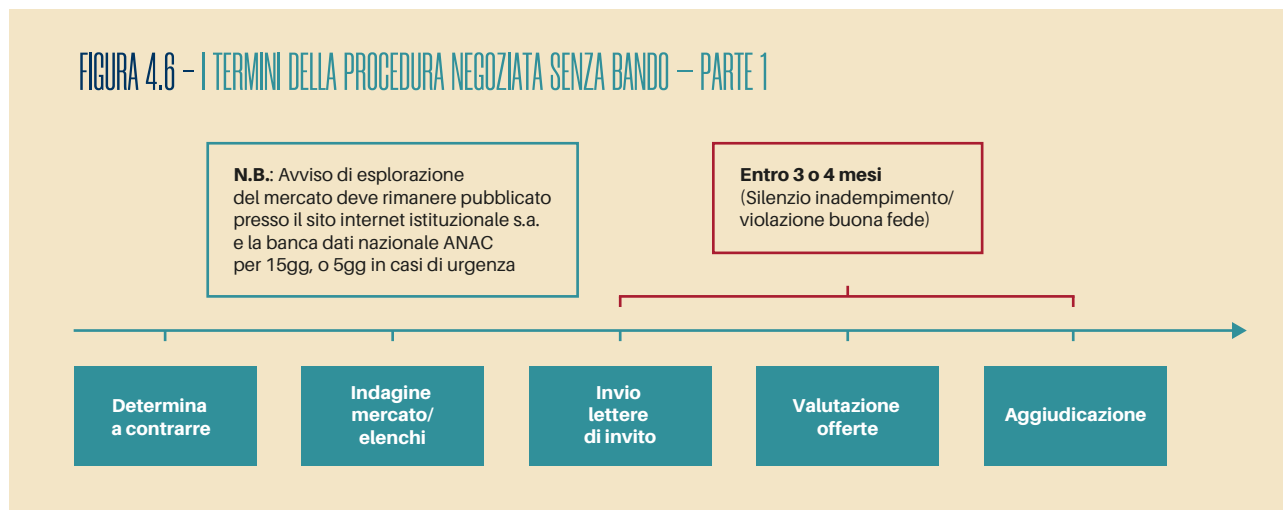 FIGURA 4.6 – I TERMINI DELLA PROCEDURA NEGOZIATA SENZA BANDO — PARTE 1
N.B.: Avviso di esplorazione
del mercato deve rimanere pubblicato
presso il sito internet istituzionale s.a.
e la banca dati nazionale ANAC
per 15gg, o 5gg in casi di urgenza
Entro 3 o 4 mesi
(Silenzio inadempimento/
violazione buona fede)
Determina
a contrarre
Indagine
mercato/
elenchi
Invio
lettere
di invito
Valutazione
offerte
Aggiudicazione